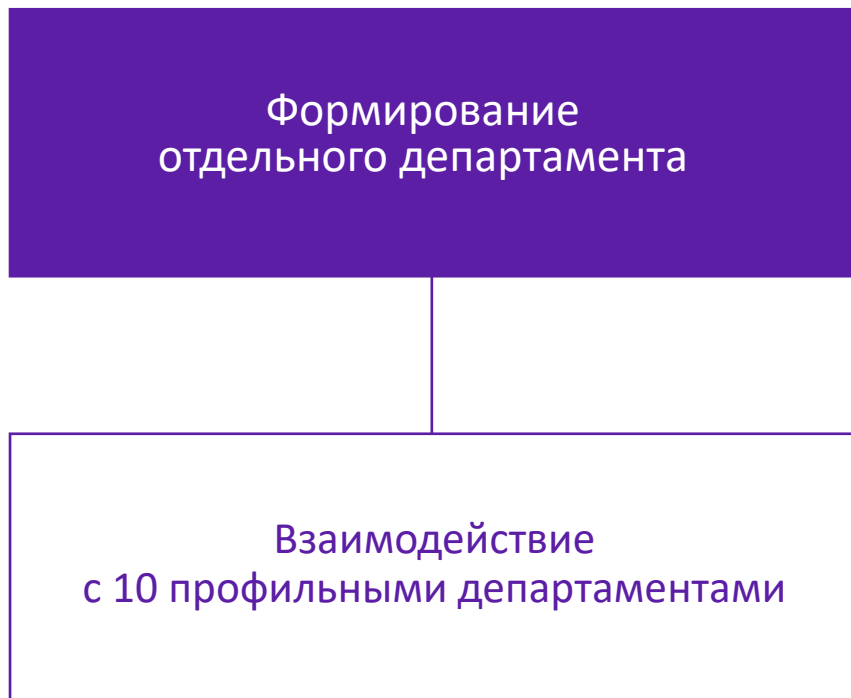 Формирование
отдельного департамента
Взаимодействие
с 10 профильными департаментами